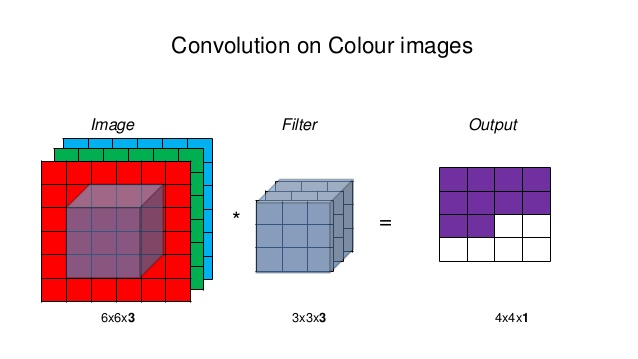 Convolution on Colour images
Image Filter Output
* =
6x6x3 3x3x3 4x4x1